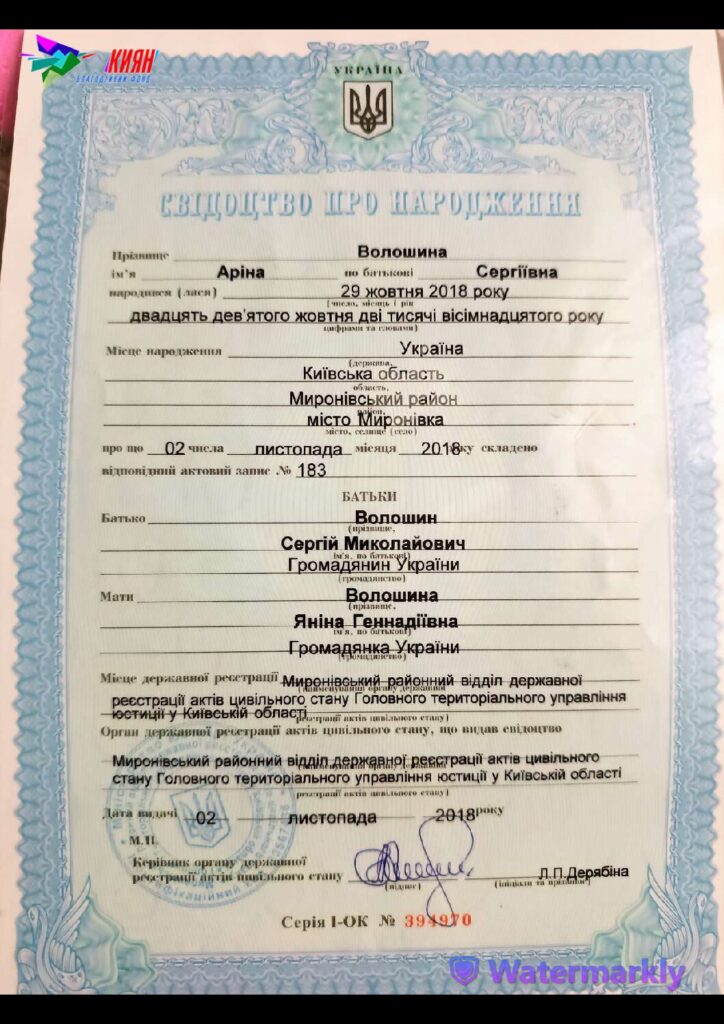 КИЯН
БЛАГОДІЙНИЙ ФОНД
УКРАЇНА
СВІДОЦТВО ПРО НАРОДЖЕННЯ
Прізвище Волошина
ім'я Аріна по батькові Сергіївна
народився (лася) 29 жовтня 2018 року
(число, місяць і рік
двадцять дев'ятого жовтня дві тисячі вісімнадцятого року
цифрами та словами)
Місце народження Україна
(держава,
Київська область
область,
Миронівський район
район,
місто Миронівка
місто, селище (село)
про що 02 числа листопада місяця 2018 року складено
відповідний актовий запис № 183
БАТЬКИ
Батько Волошин
(прізвище,
Сергій Миколайович
ім'я, по батькові)
Громадянин України
(громадянство)
Мати Волошина
(прізвище,
Яніна Геннадіївна
ім'я, по батькові)
Громадянка України
(громадянство)
Місце державної реєстрації Миронівський районний відділ державної
(найменування органу державної
реєстрації актів цивільного стану Головного територіального управління
юстиції у Київській області
реєстрації актів цивільного стану)
Орган державної реєстрації актів цивільного стану, що видав свідоцтво
Миронівський районний відділ державної реєстрації актів цивільного
(найменування органу державної
стану Головного територіального управління юстиції у Київській області
реєстрації актів цивільного стану)
Дата видачі 02 листопада 2018 року
М.П.
Керівник органу державної
реєстрації актів цивільного стану Л.П.Дерябіна
(підпис) (ініціали та прізвище)
Серія І-ОК № 394970
Watermarkly